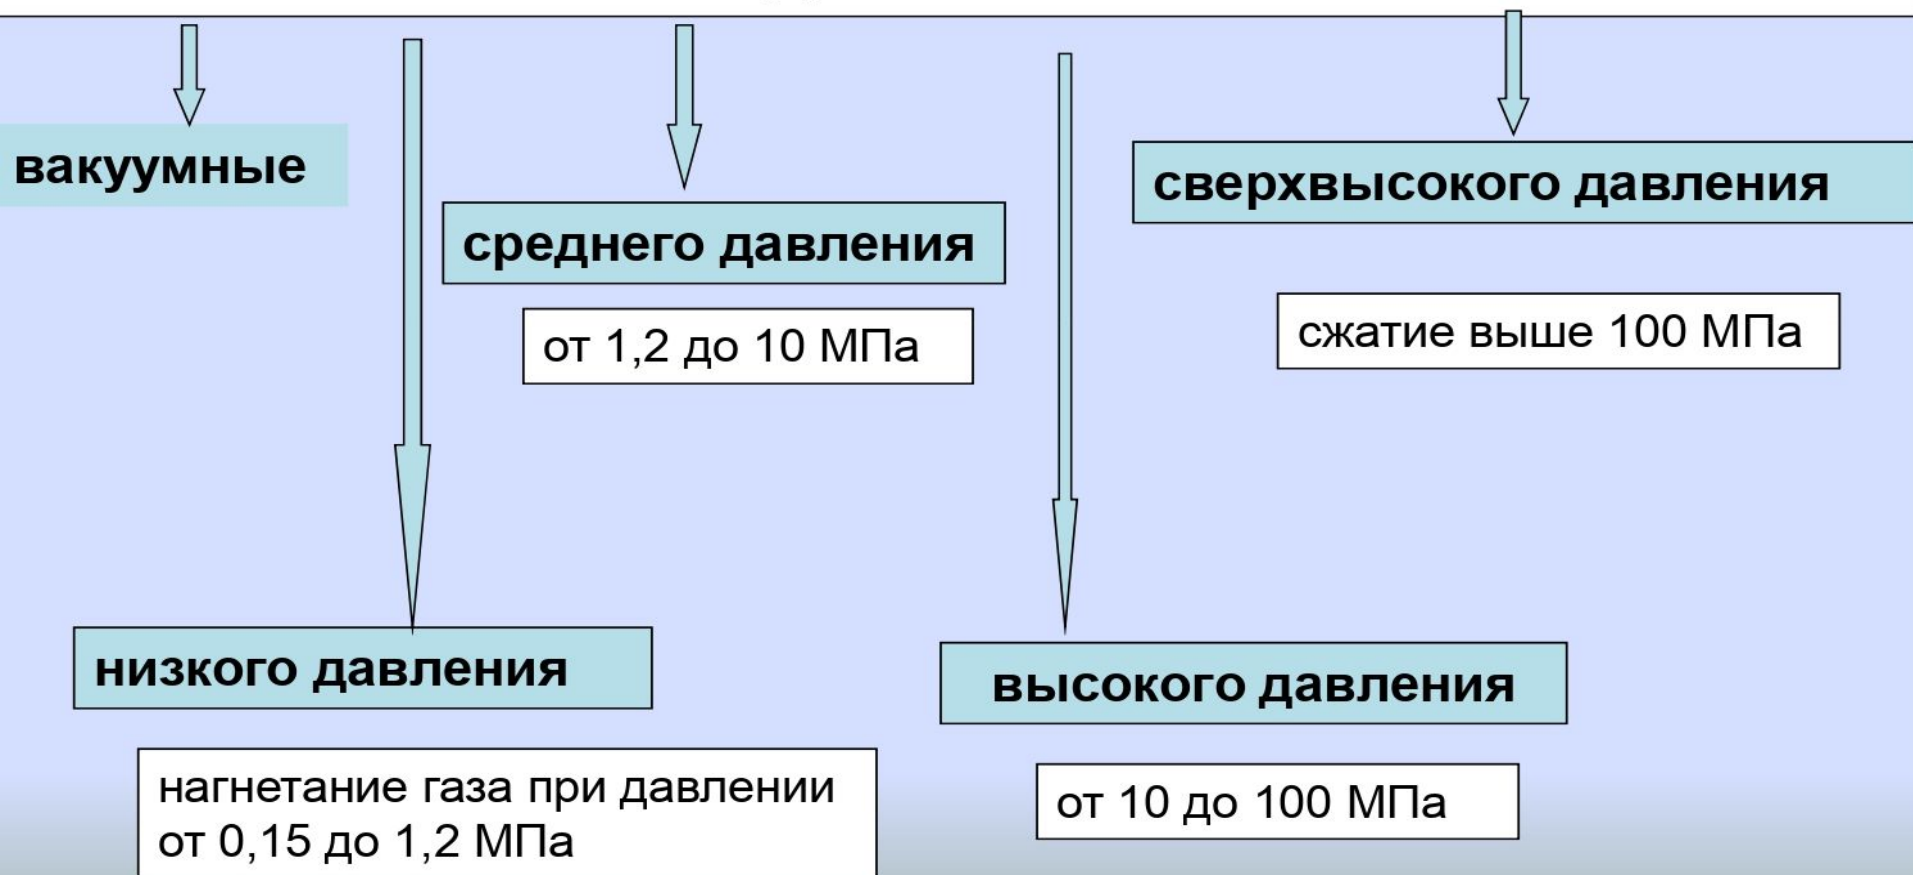 вакуумные
сверхвысокого давления
среднего давления
сжатие выше 100 МПа
от 1,2 до 10 МПа
низкого давления
высокого давления
нагнетание газа при давлении
от 0,15 до 1,2 МПа
от 10 до 100 МПа